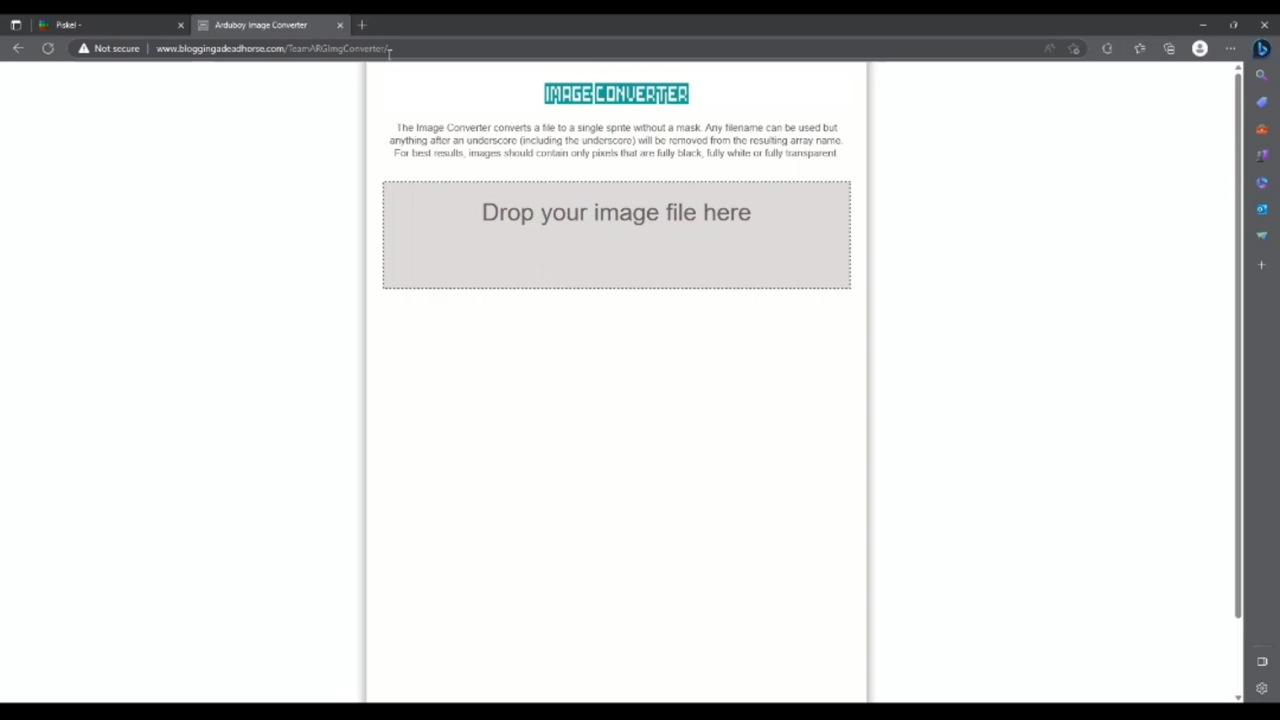 Piskel -
Arduboy Image Converter
Not secure
www.bloggingadeadhorse.com/TeamARGImgConverter/
IMAGE CONVERTER
The Image Converter converts a file to a single sprite without a mask. Any filename can be used but
anything after an underscore (including the underscore) will be removed from the resulting array name.
For best results, images should contain only pixels that are fully black, fully white or fully transparent
Drop your image file here